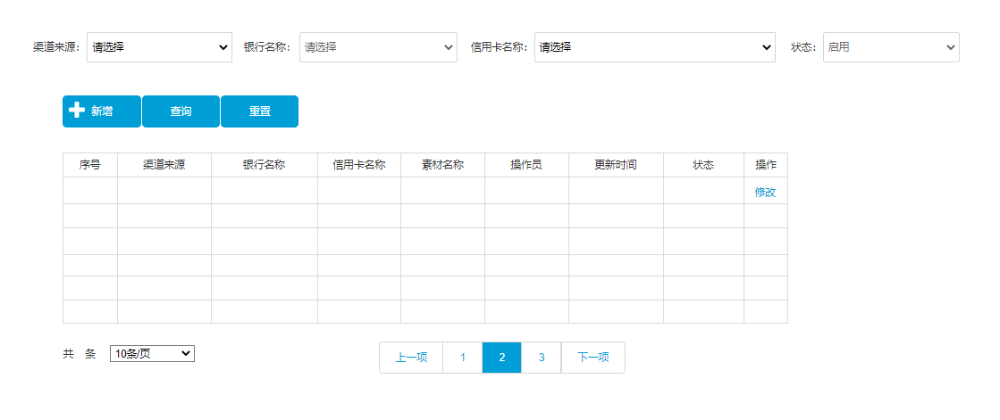 渠道来源： 请选择 银行名称： 请选择 信用卡名称： 请选择 状态： 启用
新增 查询 重置
序号 渠道来源 银行名称 信用卡名称 素材名称 操作员 更新时间 状态 操作
修改
共 条 10条/页 上一项 1 2 3 下一项